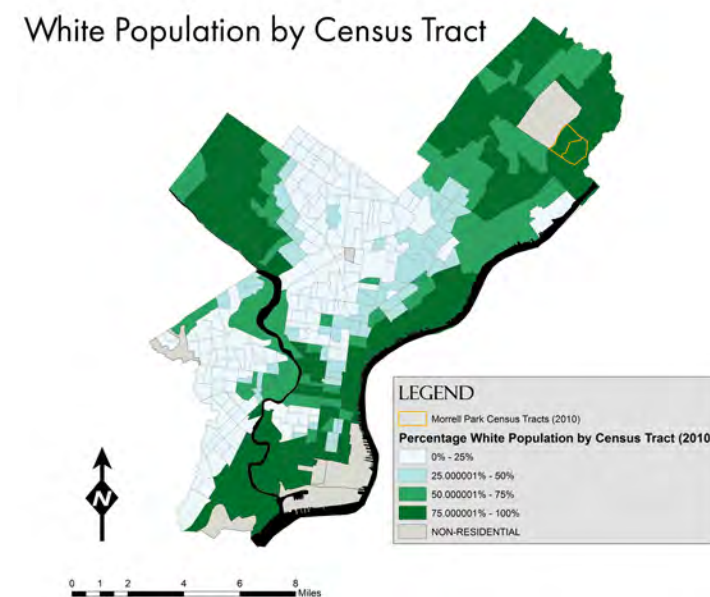 White Population by Census Tract
LEGEND
Morrell Park Census Tracts (2010)
Percentage White Population by Census Tract (2010
0% - 25%
25.000001% - 50%
50.000001% - 75%
75.000001% - 100%
NON-RESIDENTIAL
N
0 1 2 4 6 8
Miles